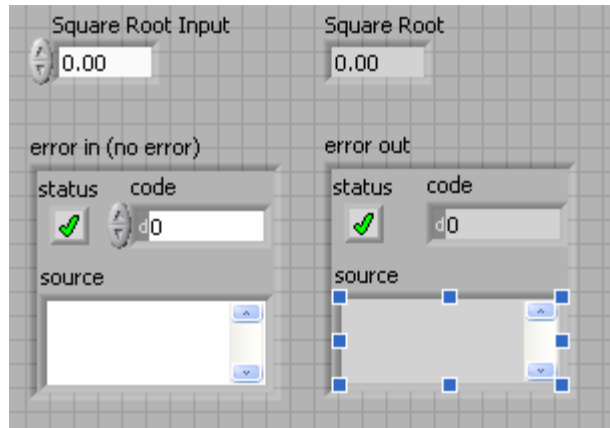 Square Root Input
Square Root
0.00
0.00
error in (no error)
error out
status
code
status
code
d0
d0
source
source